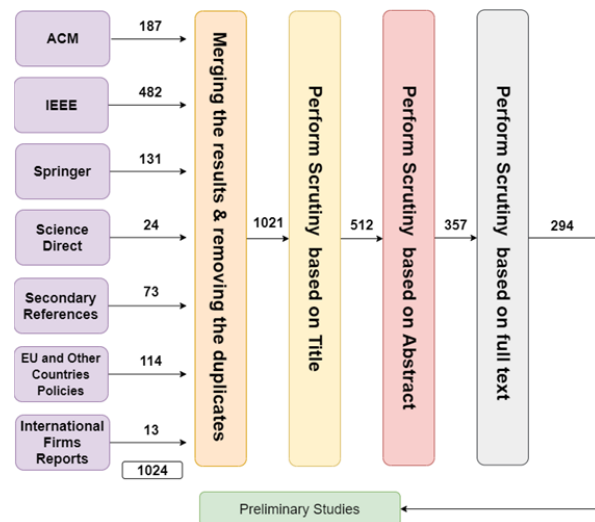 ACM
187
IEEE
482
Springer
131
Science
Direct
24
Secondary
References
73
EU and Other
Countries
Policies
114
International
Firms
Reports
13
1024
Merging the results & removing the duplicates
1021
Perform Scrutiny based on Title
512
Perform Scrutiny based on Abstract
357
Perform Scrutiny based on full text
294
Preliminary Studies